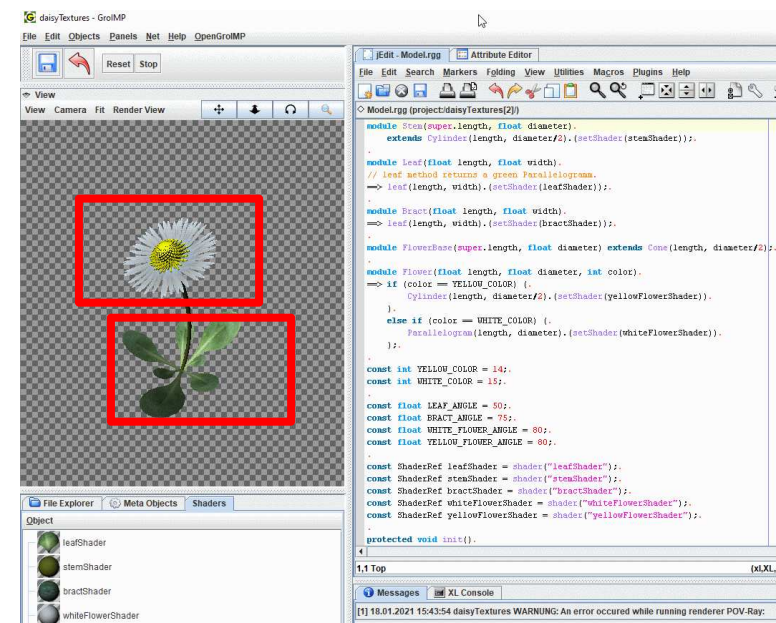 daisyTextures - GroIMP
File Edit Objects Panels Net Help OpenGroIMP
Reset Stop
View
View Camera Fit Render View
File Explorer Meta Objects Shaders
Object
leafShader
stemShader
bractShader
whiteFlowerShader
jEdit - Model.rgg Attribute Editor
File Edit Search Markers Folding View Utilities Macros Plugins Help
Model.rgg (project:daisyTextures[2]/)
module Stem(super.length, float diameter).
extends Cylinder(length, diameter/2).(setShader(stemShader));.
.
module Leaf(float length, float width).
// leaf method returns a green Parallelogramm.
==> leaf(length, width).(setShader(leafShader));.
.
module Bract(float length, float width).
==> leaf(length, width).(setShader(bractShader));.
.
module FlowerBase(super.length, float diameter) extends Cone(length, diameter/2);.
.
module Flower(float length, float diameter, int color).
==> if (color == YELLOW_COLOR) (.
Cylinder(length, diameter/2).(setShader(yellowFlowerShader)).
).
else if (color == WHITE_COLOR) (.
Parallelogram(length, diameter).(setShader(whiteFlowerShader)).
);.
.
const int YELLOW_COLOR = 14;.
const int WHITE_COLOR = 15;.
.
const float LEAF_ANGLE = 50;.
const float BRACT_ANGLE = 75;.
const float WHITE_FLOWER_ANGLE = 80;.
const float YELLOW_FLOWER_ANGLE = 80;.
.
const ShaderRef leafShader = shader("leafShader");.
const ShaderRef stemShader = shader("stemShader");.
const ShaderRef bractShader = shader("bractShader");.
const ShaderRef whiteFlowerShader = shader("whiteFlowerShader");.
const ShaderRef yellowFlowerShader = shader("yellowFlowerShader");.
.
protected void init().
1,1 Top (xl,XL,
Messages XL Console
[1] 18.01.2021 15:43:54 daisyTextures WARNUNG: An error occured while running renderer POV-Ray: